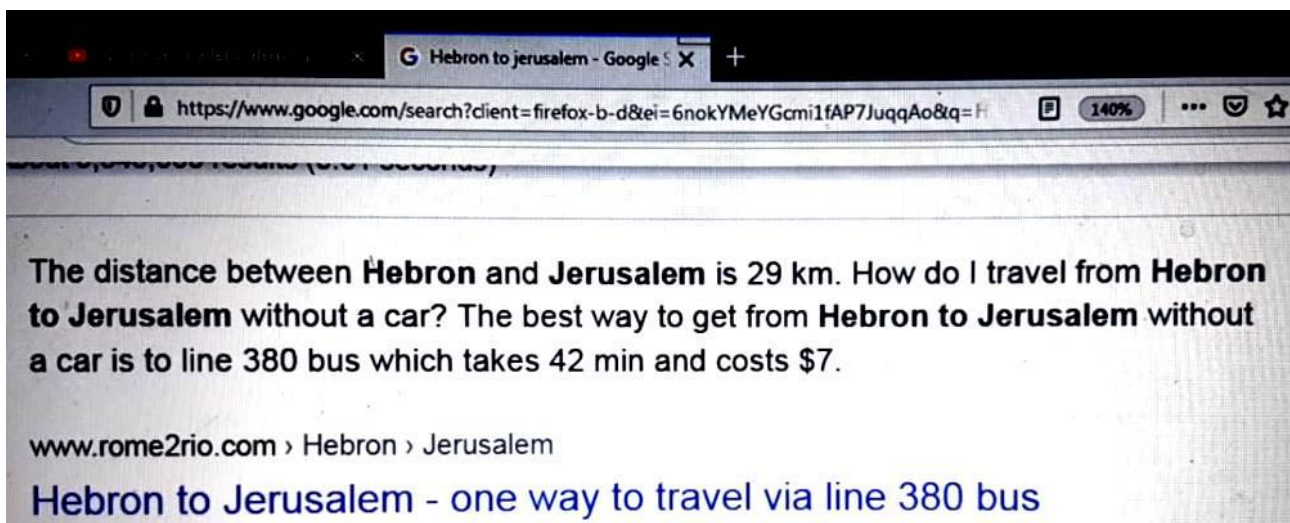 Hebron to jerusalem - Google S
https://www.google.com/search?client=firefox-b-d&ei=6nokYMeYGcmi1fAP7JuqqAo&q=H
140%
The distance between Hebron and Jerusalem is 29 km. How do I travel from Hebron
to Jerusalem without a car? The best way to get from Hebron to Jerusalem without
a car is to line 380 bus which takes 42 min and costs $7.
www.rome2rio.com › Hebron › Jerusalem
Hebron to Jerusalem - one way to travel via line 380 bus